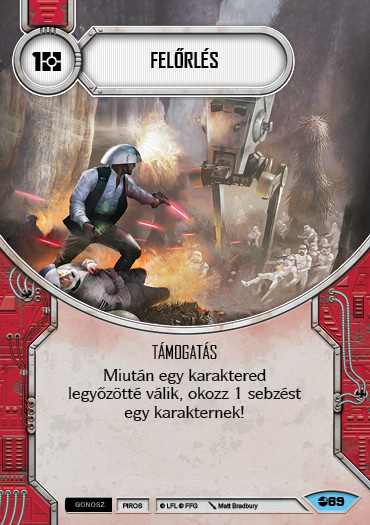 1
FELŐRLÉS
TÁMOGATÁS
Miután egy karaktered
legyőzötté válik, okozz 1 sebzést
egy karakternek!
GONOSZ PIROS © LFL © FFG Matt Bradbury 89